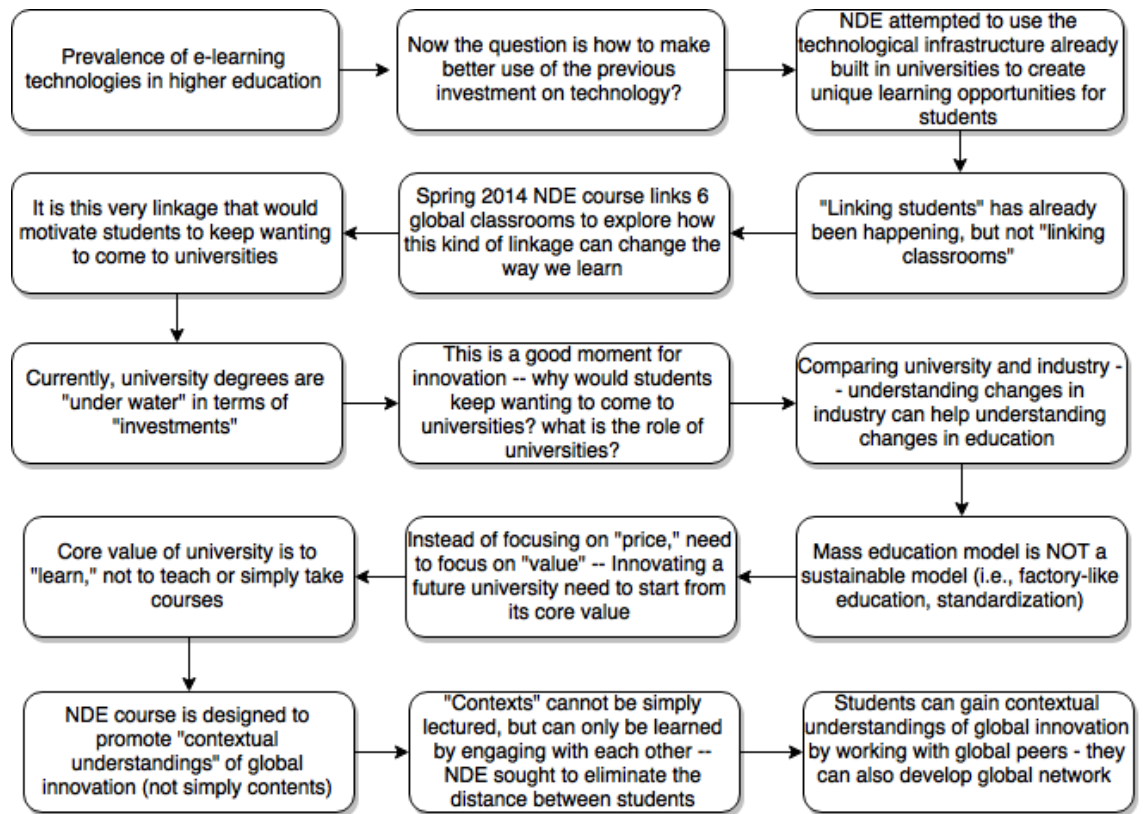 Prevalence of e-learning
technologies in higher education
Now the question is how to make
better use of the previous
investment on technology?
NDE attempted to use the
technological infrastructure already
built in universities to create
unique learning opportunities for
students
"Linking students" has already
been happening, but not "linking
classrooms"
Spring 2014 NDE course links 6
global classrooms to explore how
this kind of linkage can change the
way we learn
It is this very linkage that would
motivate students to keep wanting
to come to universities
Currently, university degrees are
"under water" in terms of
"investments"
This is a good moment for
innovation -- why would students
keep wanting to come to
universities? what is the role of
universities?
Comparing university and industry -
- understanding changes in
industry can help understanding
changes in education
Mass education model is NOT a
sustainable model (i.e., factory-like
education, standardization)
Instead of focusing on "price," need
to focus on "value" -- Innovating a
future university need to start from
its core value
Core value of university is to
"learn," not to teach or simply take
courses
NDE course is designed to
promote "contextual
understandings" of global
innovation (not simply contents)
"Contexts" cannot be simply
lectured, but can only be learned
by engaging with each other --
NDE sought to eliminate the
distance between students
Students can gain contextual
understandings of global innovation
by working with global peers - they
can also develop global network